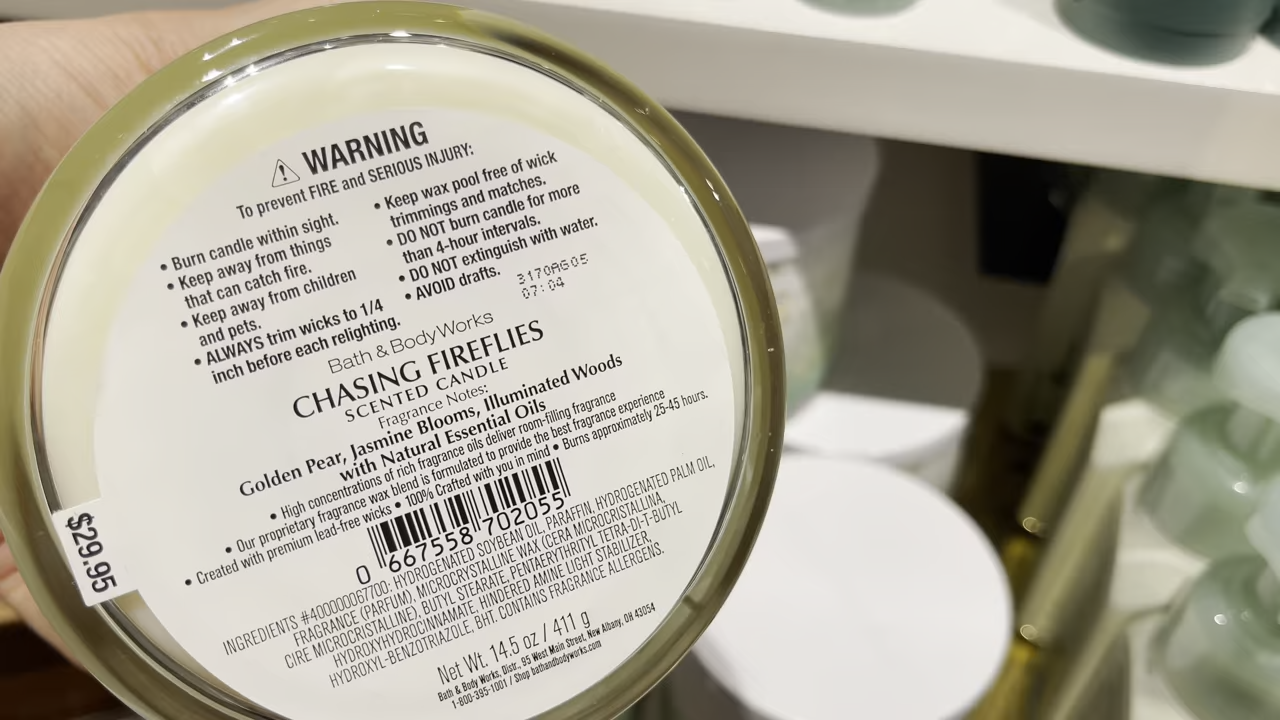 WARNING
To prevent FIRE and SERIOUS INJURY:
• Burn candle within sight.
• Keep away from things
that can catch fire.
• Keep away from children
and pets.
• ALWAYS trim wicks to 1/4
inch before each relighting.
• Keep wax pool free of wick
trimmings and matches.
• DO NOT burn candle for more
than 4-hour intervals.
• DO NOT extinguish with water.
• AVOID drafts.
3170AG05
07:04
Bath & Body Works
CHASING FIREFLIES
SCENTED CANDLE
Fragrance Notes:
Golden Pear, Jasmine Blooms, Illuminated Woods
with Natural Essential Oils
• High concentrations of rich fragrance oils deliver room-filling fragrance
• Our proprietary fragrance wax blend is formulated to provide the best fragrance experience
• Created with premium lead-free wicks • 100% Crafted with you in mind • Burns approximately 25-45 hours.
0 667558 702055
INGREDIENTS #400000067700: HYDROGENATED SOYBEAN OIL, PARAFFIN, HYDROGENATED PALM OIL,
FRAGRANCE (PARFUM), MICROCRYSTALLINE WAX (CERA MICROCRISTALLINA,
CIRE MICROCRISTALLINE), BUTYL STEARATE, PENTAERYTHRITYL TETRA-DI-T-BUTYL
HYDROXYHYDROCINNAMATE, HINDERED AMINE LIGHT STABILIZER,
HYDROXYL-BENZOTRIAZOLE, BHT. CONTAINS FRAGRANCE ALLERGENS.
Net Wt. 14.5 oz / 411 g
Bath & Body Works, Distr., 95 West Main Street, New Albany, OH 43054
1-800-395-1001 / Shop bathandbodyworks.com
$29.95